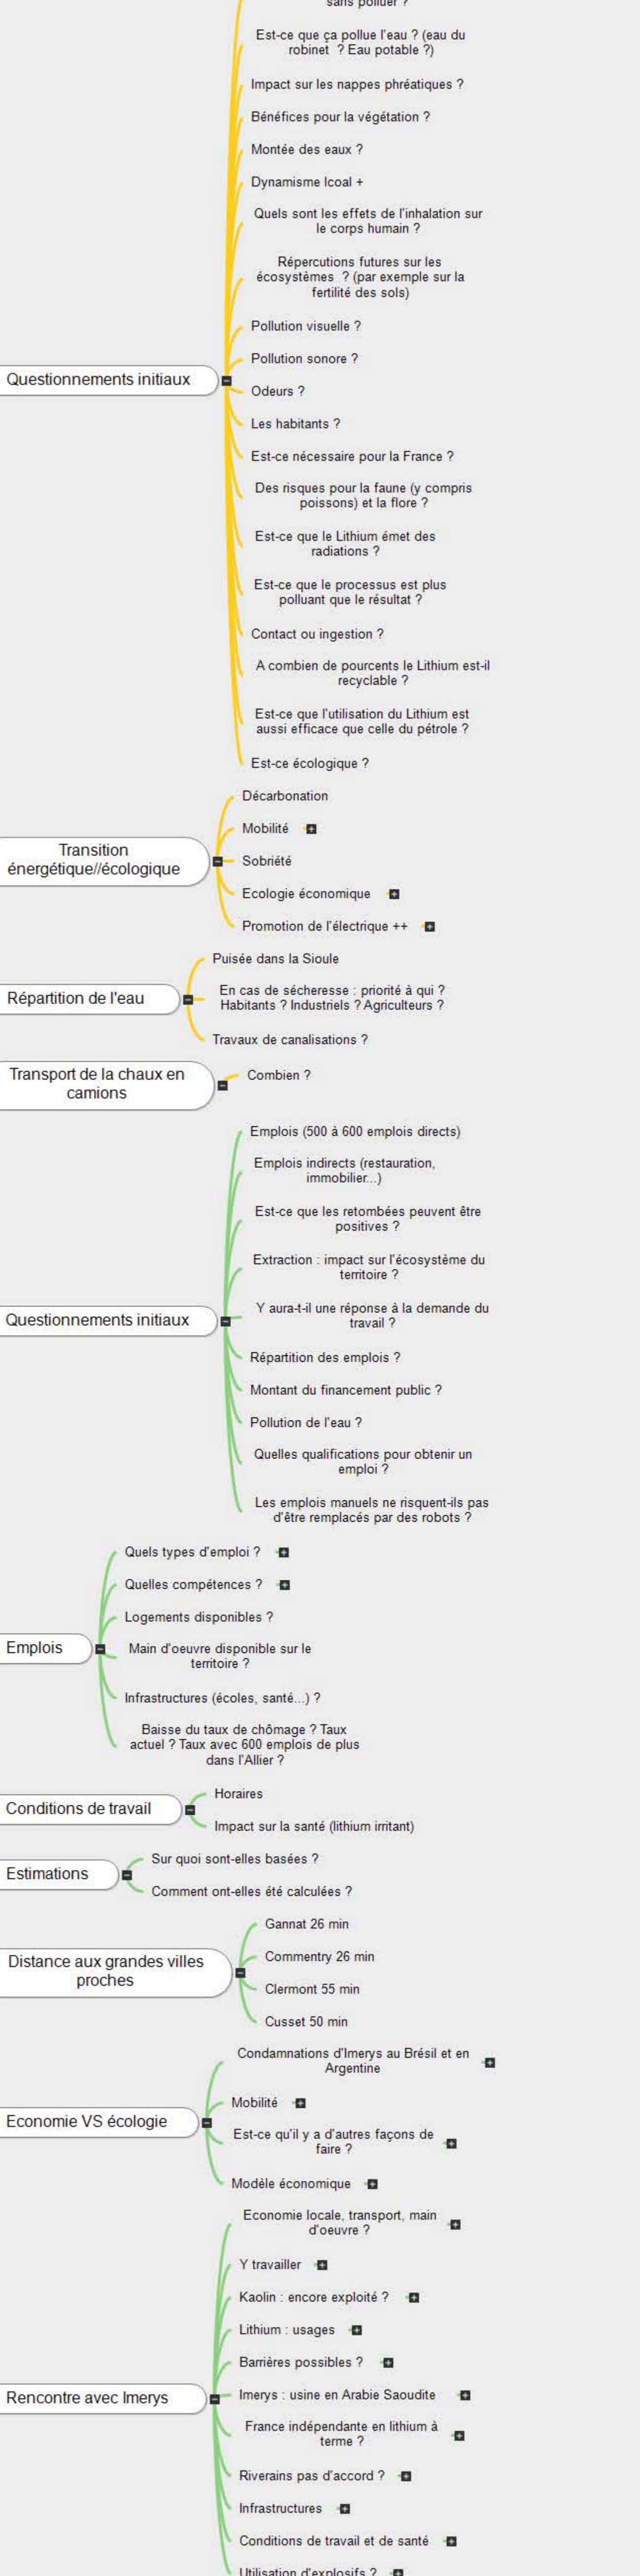 sans polluer ?
Est-ce que ça pollue l'eau ? (eau du
robinet ? Eau potable ?)
Impact sur les nappes phréatiques ?
Bénéfices pour la végétation ?
Montée des eaux ?
Dynamisme lcoal +
Quels sont les effets de l'inhalation sur
le corps humain ?
Répercutions futures sur les
écosystèmes ? (par exemple sur la
fertilité des sols)
Pollution visuelle ?
Pollution sonore ?
Questionnements initiaux
Odeurs ?
Les habitants ?
Est-ce nécessaire pour la France ?
Des risques pour la faune (y compris
poissons) et la flore ?
Est-ce que le Lithium émet des
radiations ?
Est-ce que le processus est plus
polluant que le résultat ?
Contact ou ingestion ?
A combien de pourcents le Lithium est-il
recyclable ?
Est-ce que l'utilisation du Lithium est
aussi efficace que celle du pétrole ?
Est-ce écologique ?
Transition
énergétique//écologique
Décarbonation
Mobilité
Sobriété
Ecologie économique
Promotion de l'électrique ++
Répartition de l'eau
Puisée dans la Sioule
En cas de sécheresse : priorité à qui ?
Habitants ? Industriels ? Agriculteurs ?
Travaux de canalisations ?
Transport de la chaux en
camions
Combien ?
Questionnements initiaux
Emplois (500 à 600 emplois directs)
Emplois indirects (restauration,
immobilier...)
Est-ce que les retombées peuvent être
positives ?
Extraction : impact sur l'écosystème du
territoire ?
Y aura-t-il une réponse à la demande du
travail ?
Répartition des emplois ?
Montant du financement public ?
Pollution de l'eau ?
Quelles qualifications pour obtenir un
emploi ?
Les emplois manuels ne risquent-ils pas
d'être remplacés par des robots ?
Emplois
Quels types d'emploi ?
Quelles compétences ?
Logements disponibles ?
Main d'oeuvre disponible sur le
territoire ?
Infrastructures (écoles, santé...) ?
Baisse du taux de chômage ? Taux
actuel ? Taux avec 600 emplois de plus
dans l'Allier ?
Conditions de travail
Horaires
Impact sur la santé (lithium irritant)
Estimations
Sur quoi sont-elles basées ?
Comment ont-elles été calculées ?
Distance aux grandes villes
proches
Gannat 26 min
Commentry 26 min
Clermont 55 min
Cusset 50 min
Economie VS écologie
Condamnations d'Imerys au Brésil et en
Argentine
Mobilité
Est-ce qu'il y a d'autres façons de
faire ?
Modèle économique
Rencontre avec Imerys
Economie locale, transport, main
d'oeuvre ?
Y travailler
Kaolin : encore exploité ?
Lithium : usages
Barrières possibles ?
Imerys : usine en Arabie Saoudite
France indépendante en lithium à
terme ?
Riverains pas d'accord ?
Infrastructures
Conditions de travail et de santé
Utilisation d'explosifs ?